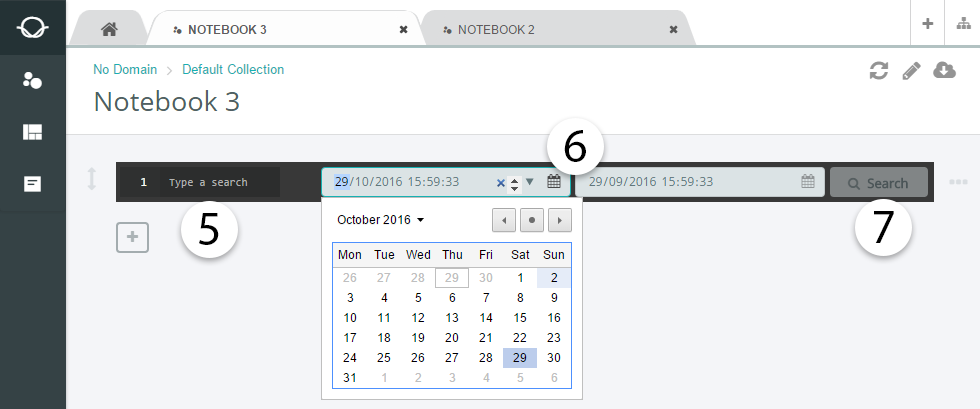 NOTEBOOK 3
NOTEBOOK 2
No Domain > Default Collection
Notebook 3
6
1 Type a search 29/10/2016 15:59:33 29/09/2016 15:59:33 Search
5
7
October 2016
Mon Tue Wed Thu Fri Sat Sun
26 27 28 29 30 1 2
3 4 5 6 7 8 9
10 11 12 13 14 15 16
17 18 19 20 21 22 23
24 25 26 27 28 29 30
31 1 2 3 4 5 6